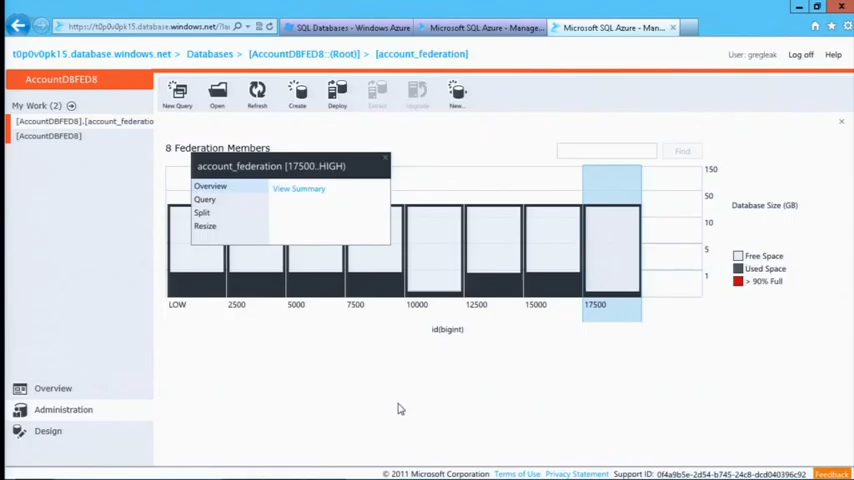 https://t0p0v0pk15.database.windows.net/?la
SQL Databases - Windows Azure
Microsoft SQL Azure - Manage...
Microsoft SQL Azure - Man...
t0p0v0pk15.database.windows.net > Databases > [AccountDBFED8::(Root)] > [account_federation]
User: gregleak
Log off
Help
AccountDBFED8
My Work (2)
[AccountDBFED8].[account_federatio
[AccountDBFED8]
New Query
Open
Refresh
Create
Deploy
Extract
Upgrade
New...
8 Federation Members
Find
account_federation [17500..HIGH)
Overview
Query
Split
Resize
View Summary
150
50
10
5
1
Database Size (GB)
Free Space
Used Space
> 90% Full
LOW 2500 5000 7500 10000 12500 15000 17500
id(bigint)
Overview
Administration
Design
© 2011 Microsoft Corporation Terms of Use Privacy Statement Support ID: 0f4a9b5e-2d54-b745-24c8-dcd040396c92 Feedback